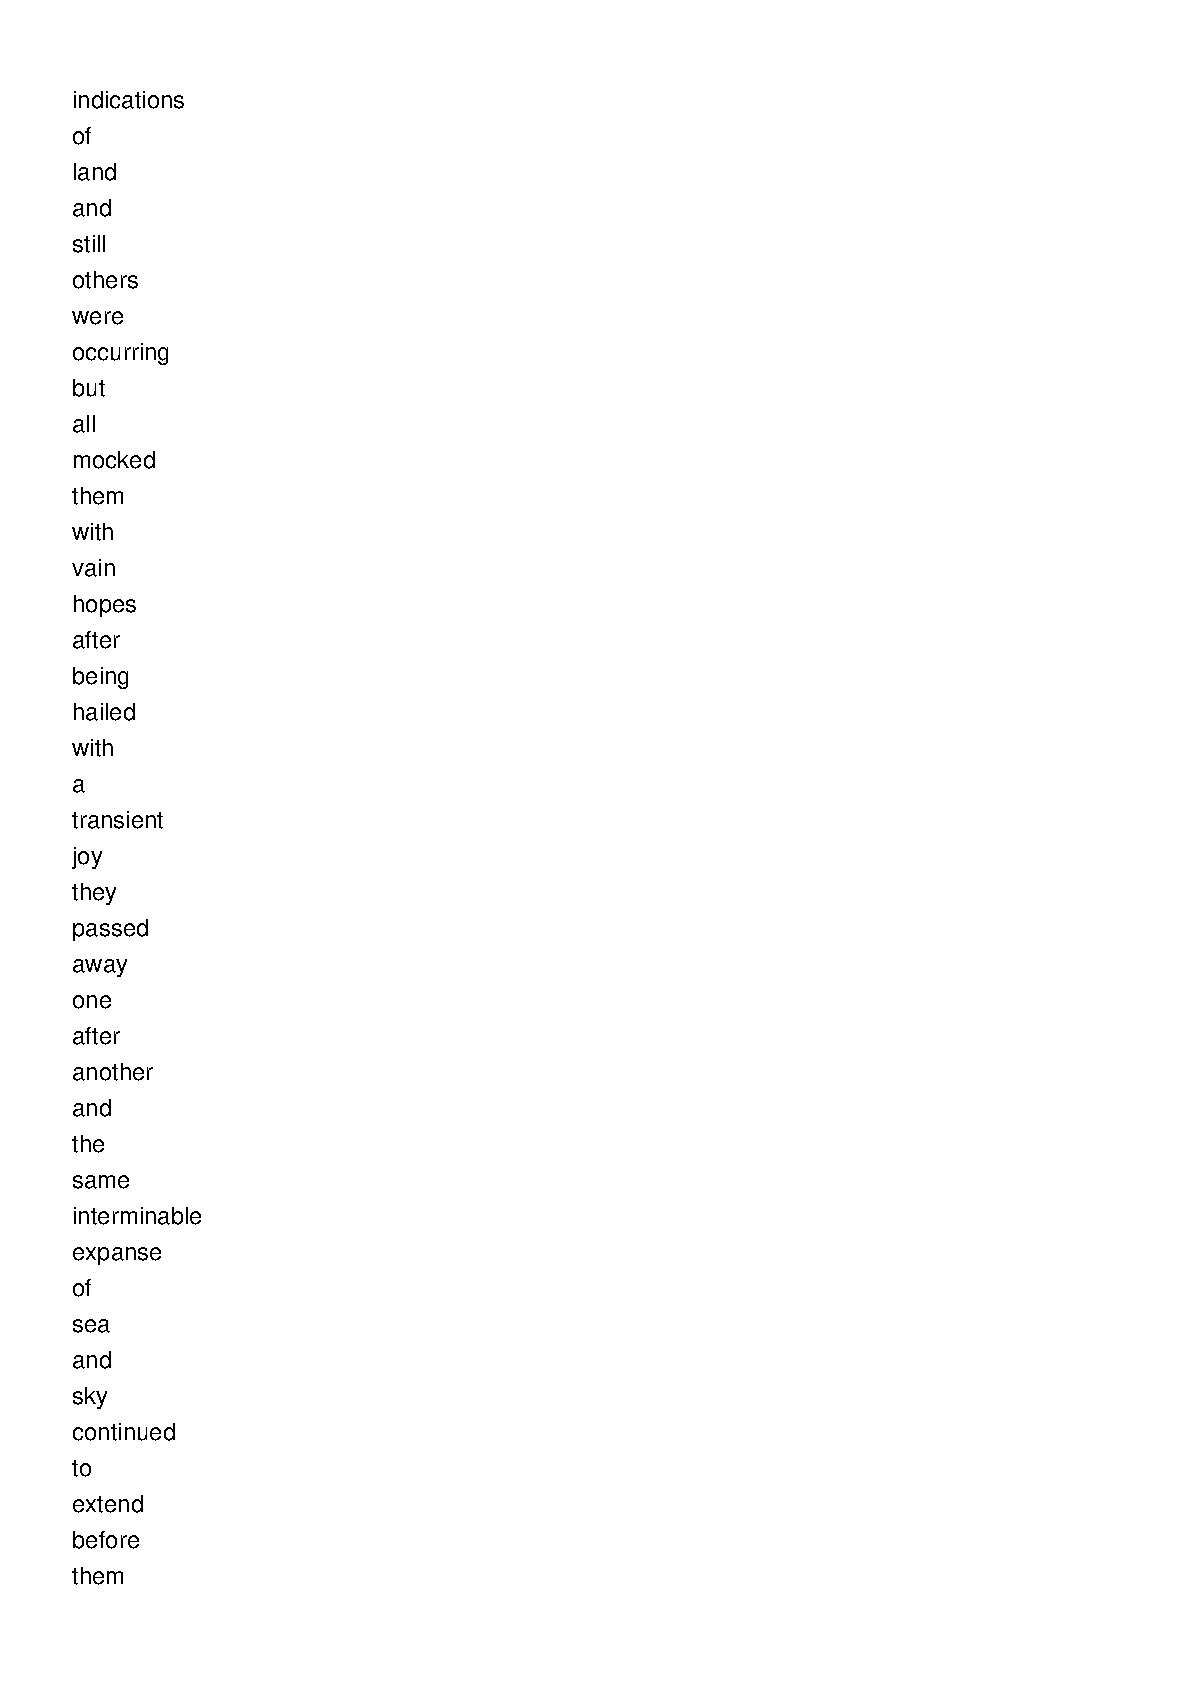 indications
of
land
and
still
others
were
occurring
but
all
mocked
them
with
vain
hopes
after
being
hailed
with
a
transient
joy
they
passed
away
one
after
another
and
the
same
interminable
expanse
of
sea
and
sky
continued
to
extend
before
them